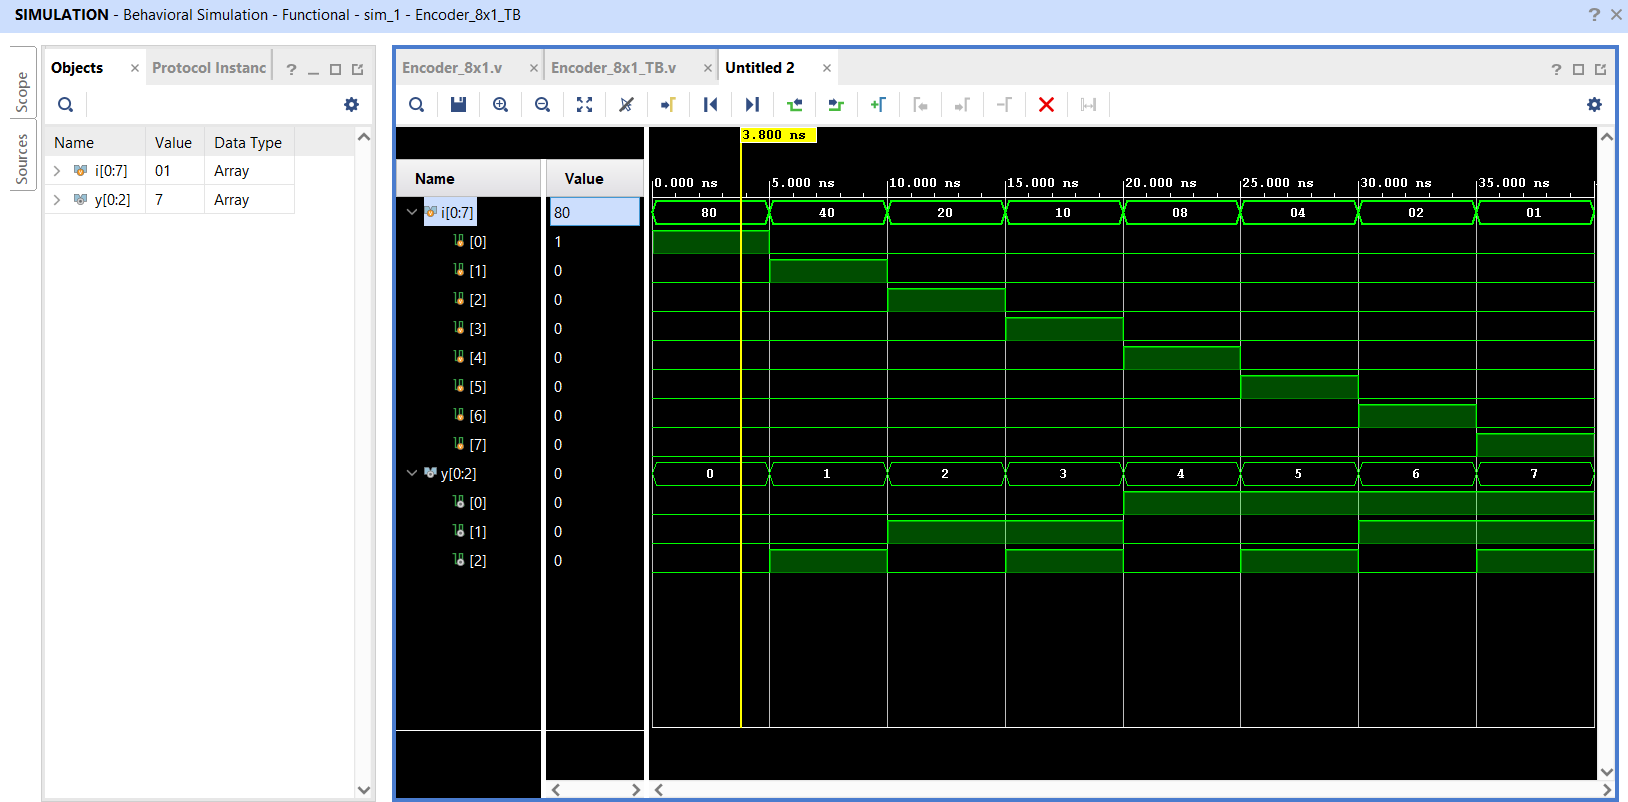 SIMULATION - Behavioral Simulation - Functional - sim_1 - Encoder_8x1_TB
Scope
Sources
Objects
Protocol Instanc
Name Value Data Type
i[0:7] 01 Array
y[0:2] 7 Array
Encoder_8x1.v
Encoder_8x1_TB.v
Untitled 2
3.800 ns
Name Value
0.000 ns 5.000 ns 10.000 ns 15.000 ns 20.000 ns 25.000 ns 30.000 ns 35.000 ns
i[0:7] 80 80 40 20 10 08 04 02 01
[0] 1
[1] 0
[2] 0
[3] 0
[4] 0
[5] 0
[6] 0
[7] 0
y[0:2] 0 0 1 2 3 4 5 6 7
[0] 0
[1] 0
[2] 0